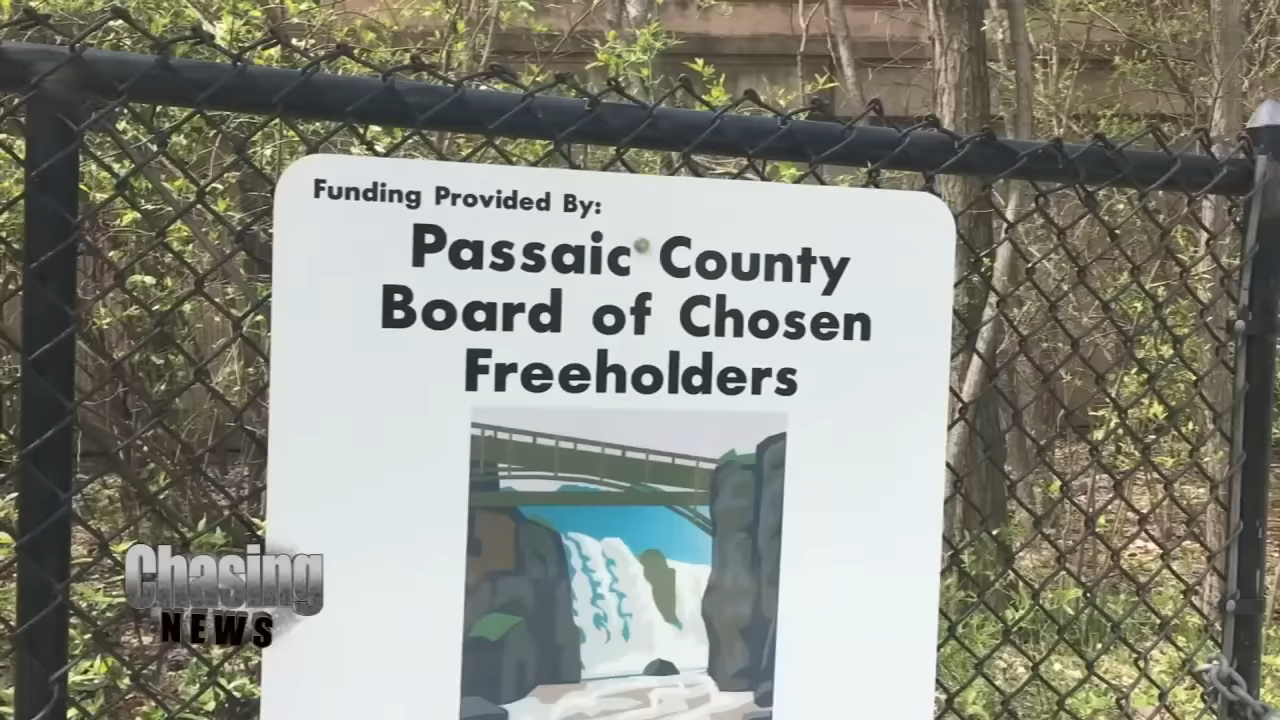 Funding Provided By:
Passaic County
Board of Chosen
Freeholders
Chasing
NEWS